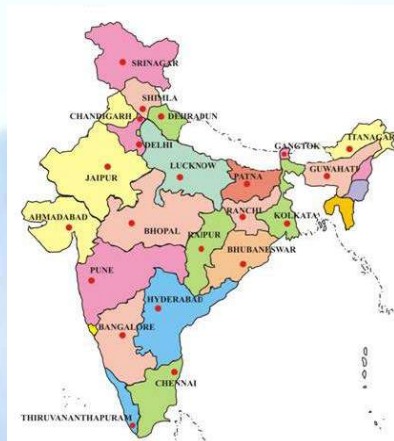 SRINAGAR
SHIMLA
CHANDIGARH
DEHRADUN
DELHI
ITANAGAR
GANGTOK
LUCKNOW
GUWAHATI
JAIPUR
PATNA
RANCHI
AHMADABAD
KOLKATA
BHOPAL
RAIPUR
BHUBANESWAR
PUNE
HYDERABAD
BANGALORE
CHENNAI
THIRUVANANTHAPURAM